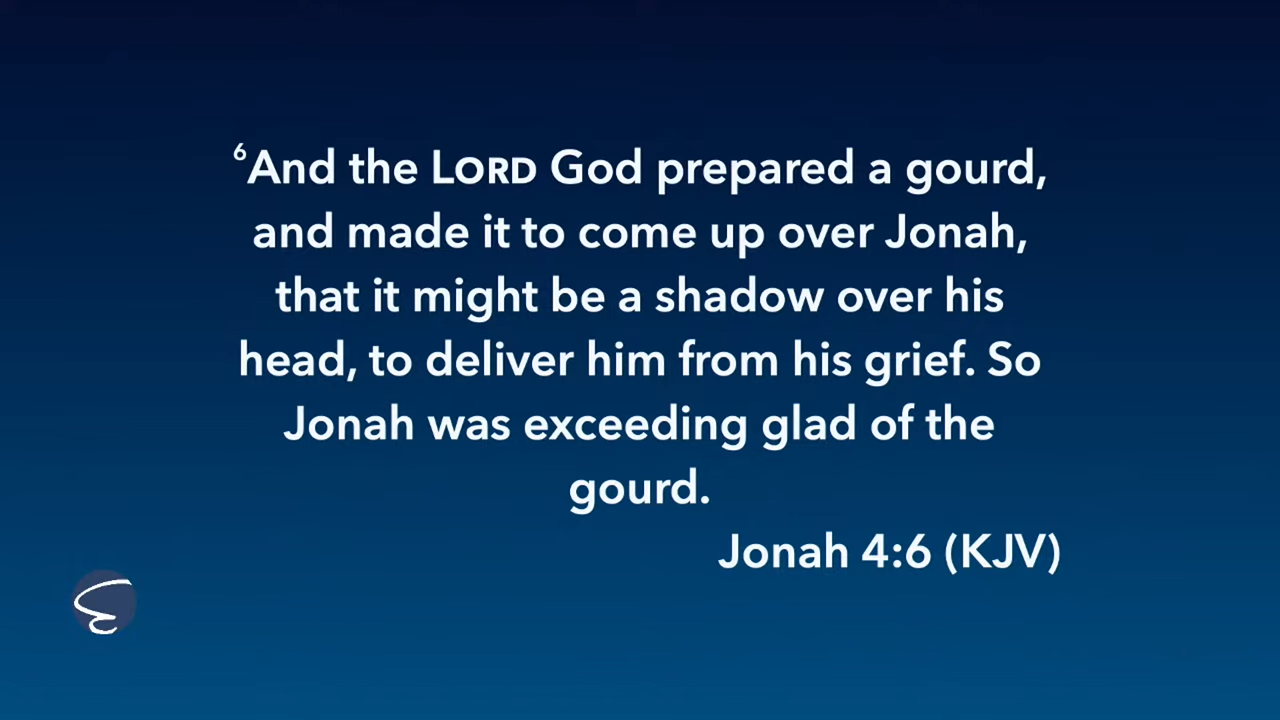 ⁶And the LORD God prepared a gourd,
and made it to come up over Jonah,
that it might be a shadow over his
head, to deliver him from his grief. So
Jonah was exceeding glad of the
gourd.
Jonah 4:6 (KJV)